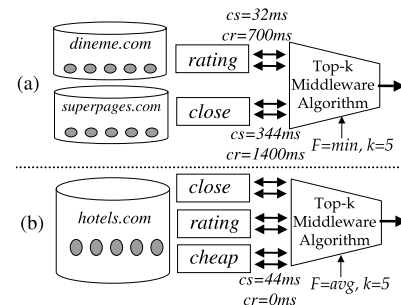 cs=32ms
cr=700ms
dineme.com
rating
(a)
superpages.com
close
Top-k
Middleware
Algorithm
cs=344ms
cr=1400ms
F=min, k=5
(b)
hotels.com
close
rating
cheap
Top-k
Middleware
Algorithm
cs=44ms
cr=0ms
F=avg, k=5